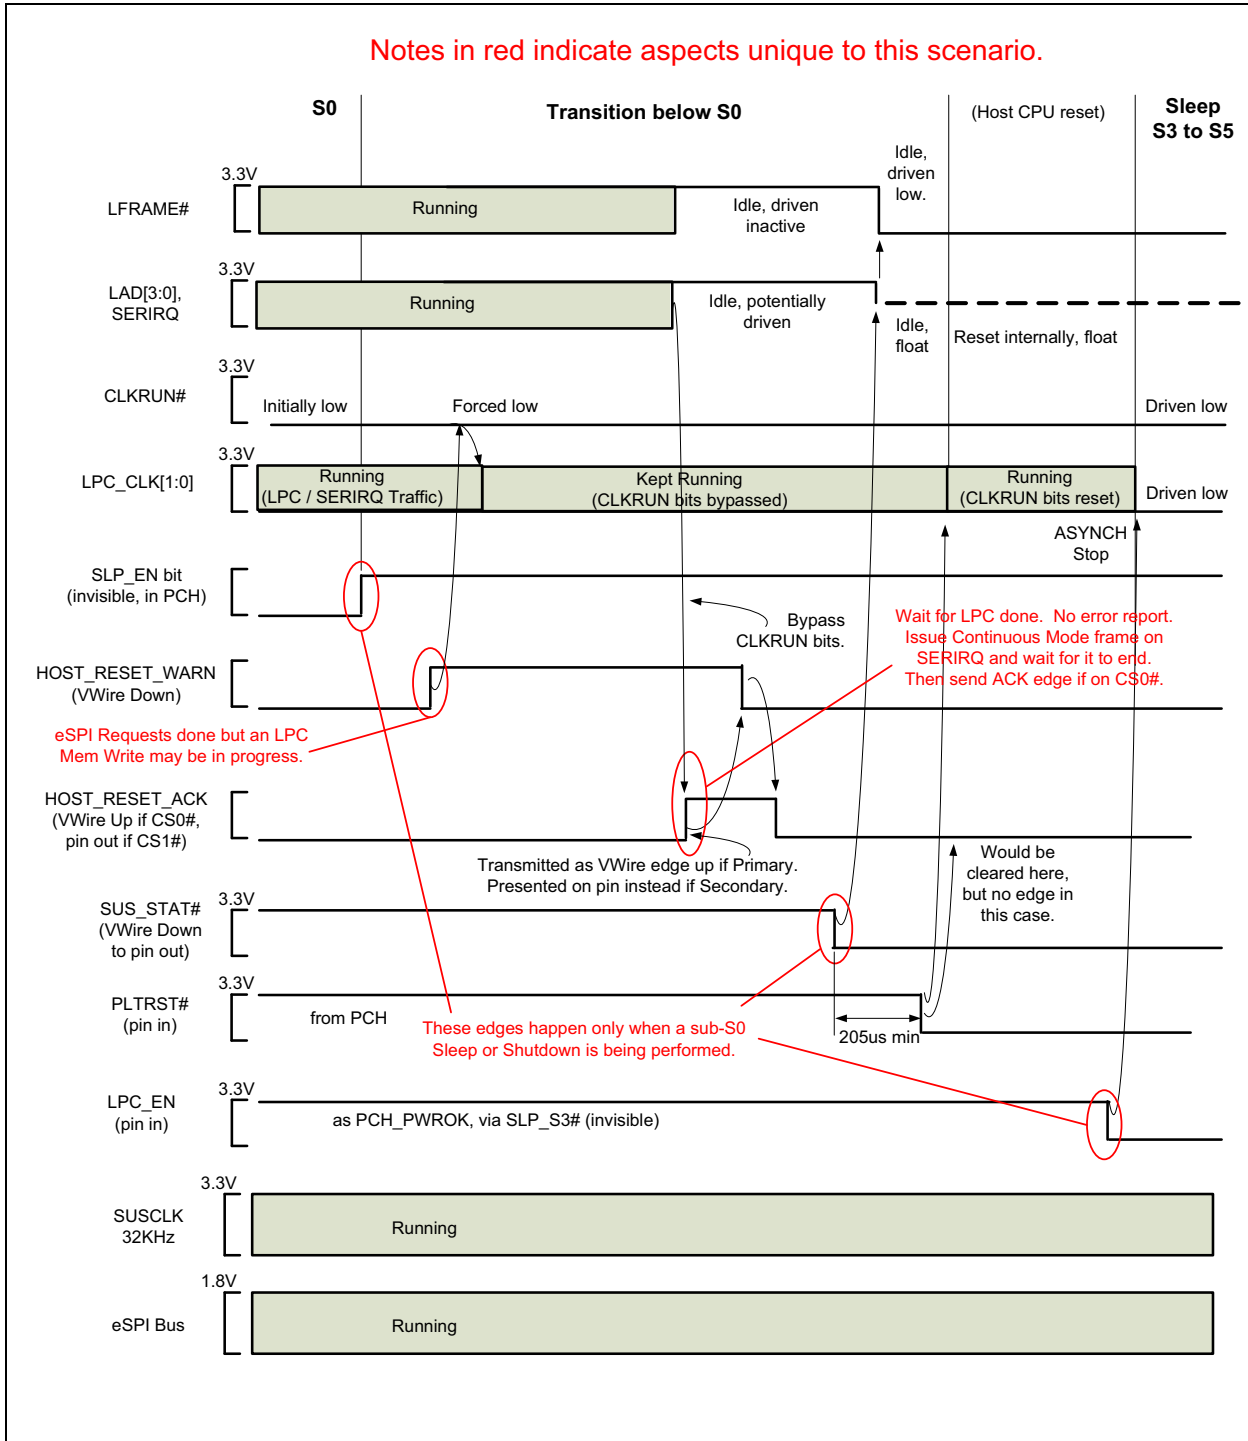 Notes in red indicate aspects unique to this scenario.
S0
Transition below S0
(Host CPU reset)
Sleep
S3 to S5
Idle,
driven
low.
3.3V
LFRAME#
Running
Idle, driven
inactive
3.3V
LAD[3:0],
SERIRQ
Running
Idle, potentially
driven
Idle,
float
Reset internally, float
3.3V
CLKRUN#
Initially low
Forced low
Driven low
3.3V
LPC_CLK[1:0]
Running
(LPC / SERIRQ Traffic)
Kept Running
(CLKRUN bits bypassed)
Running
(CLKRUN bits reset)
Driven low
ASYNCH
Stop
SLP_EN bit
(invisible, in PCH)
Bypass
CLKRUN bits.
Wait for LPC done. No error report.
Issue Continuous Mode frame on
SERIRQ and wait for it to end.
Then send ACK edge if on CS0#.
HOST_RESET_WARN
(VWire Down)
eSPI Requests done but an LPC
Mem Write may be in progress.
HOST_RESET_ACK
(VWire Up if CS0#,
pin out if CS1#)
Transmitted as VWire edge up if Primary.
Presented on pin instead if Secondary.
Would be
cleared here,
but no edge in
this case.
3.3V
SUS_STAT#
(VWire Down
to pin out)
3.3V
PLTRST#
(pin in)
from PCH
These edges happen only when a sub-S0
Sleep or Shutdown is being performed.
205us min
3.3V
LPC_EN
(pin in)
as PCH_PWROK, via SLP_S3# (invisible)
3.3V
SUSCLK
32KHz
Running
1.8V
eSPI Bus
Running